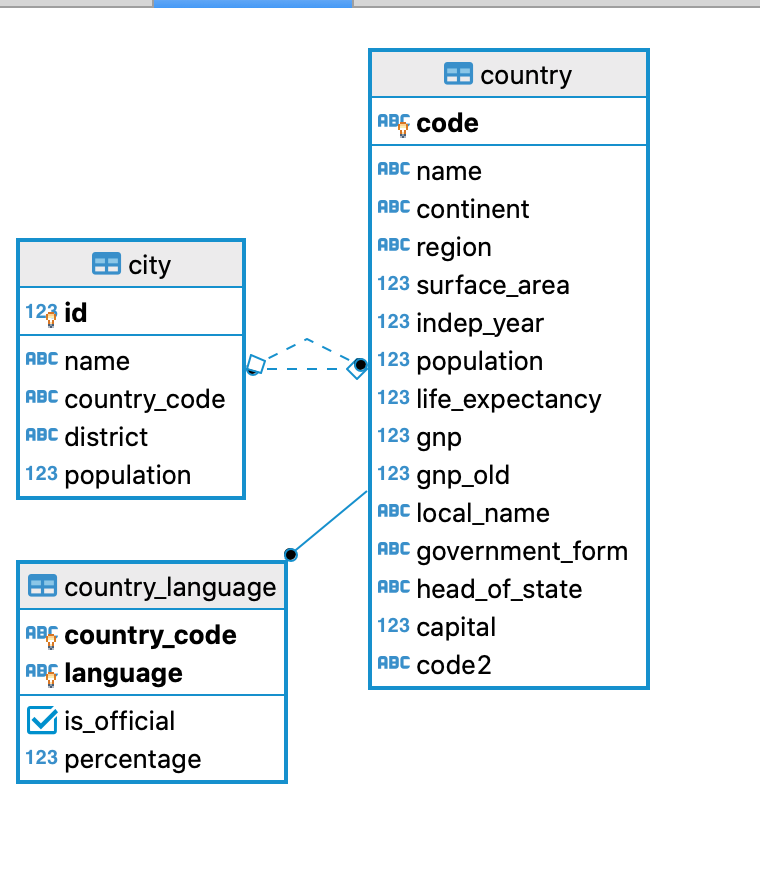 country
ABC code
ABC name
ABC continent
ABC region
123 surface_area
123 indep_year
123 population
123 life_expectancy
123 gnp
123 gnp_old
ABC local_name
ABC government_form
ABC head_of_state
123 capital
ABC code2
city
123 id
ABC name
ABC country_code
ABC district
123 population
country_language
ABC country_code
ABC language
is_official
123 percentage